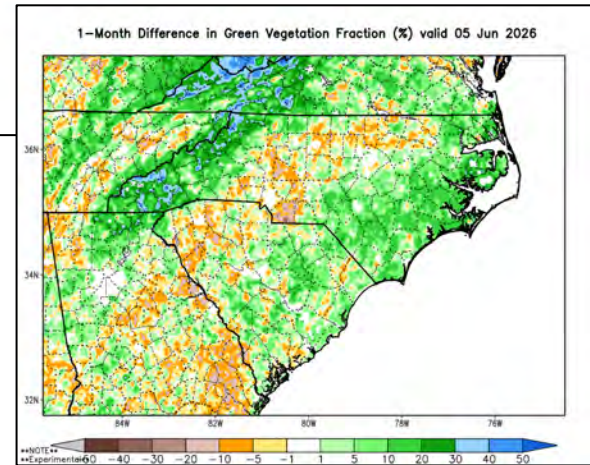 1-Month Difference in Green Vegetation Fraction (%) valid 05 Jun 2026
36N
34N
32N
84W 82W 80W 78W 76W
**NOTE**
**Experimental**
-50 -40 -30 -20 -10 -5 -1 1 5 10 20 30 40 50